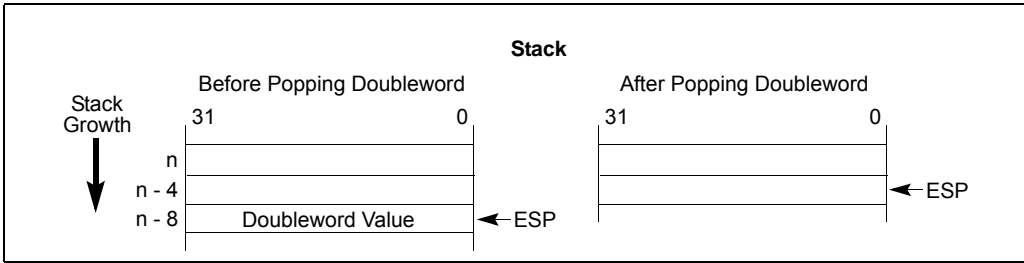 Stack
Before Popping Doubleword
After Popping Doubleword
Stack
Growth
31 0
31 0
n
n - 4
ESP
n - 8 Doubleword Value ESP